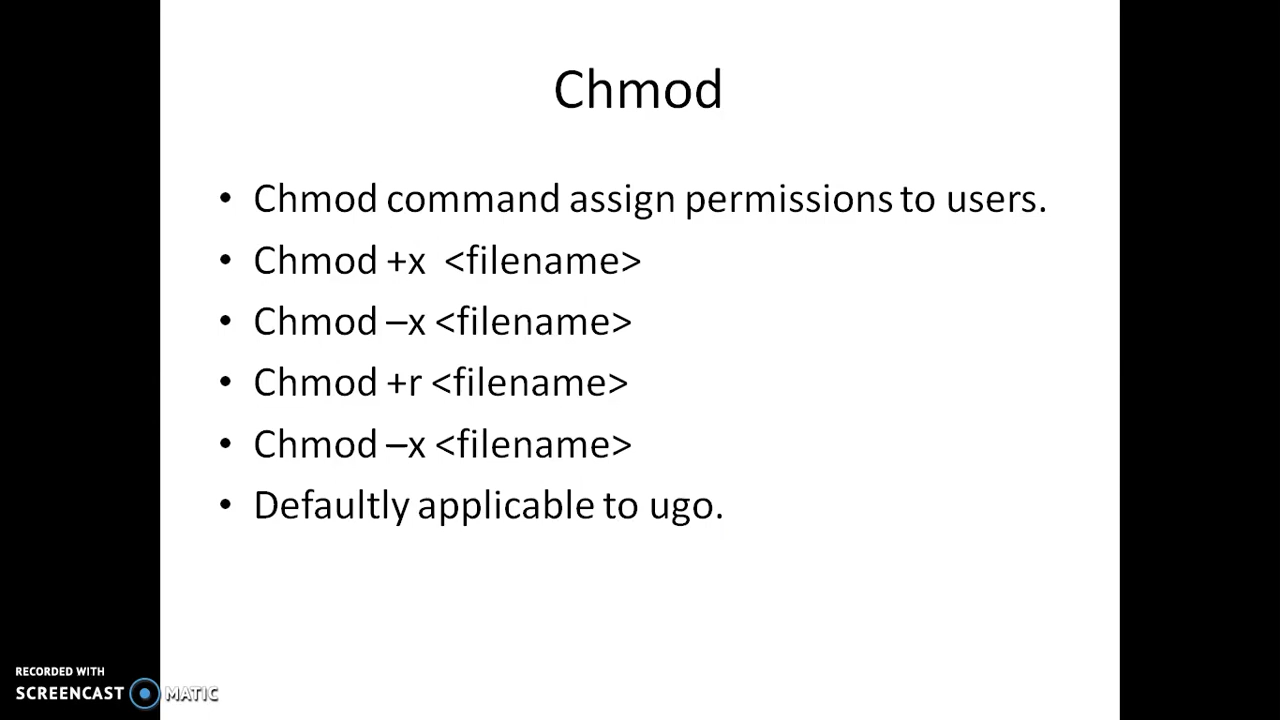 Chmod
• Chmod command assign permissions to users.
• Chmod +x <filename>
• Chmod –x <filename>
• Chmod +r <filename>
• Chmod –x <filename>
• Defaultly applicable to ugo.
RECORDED WITH
SCREENCAST MATIC